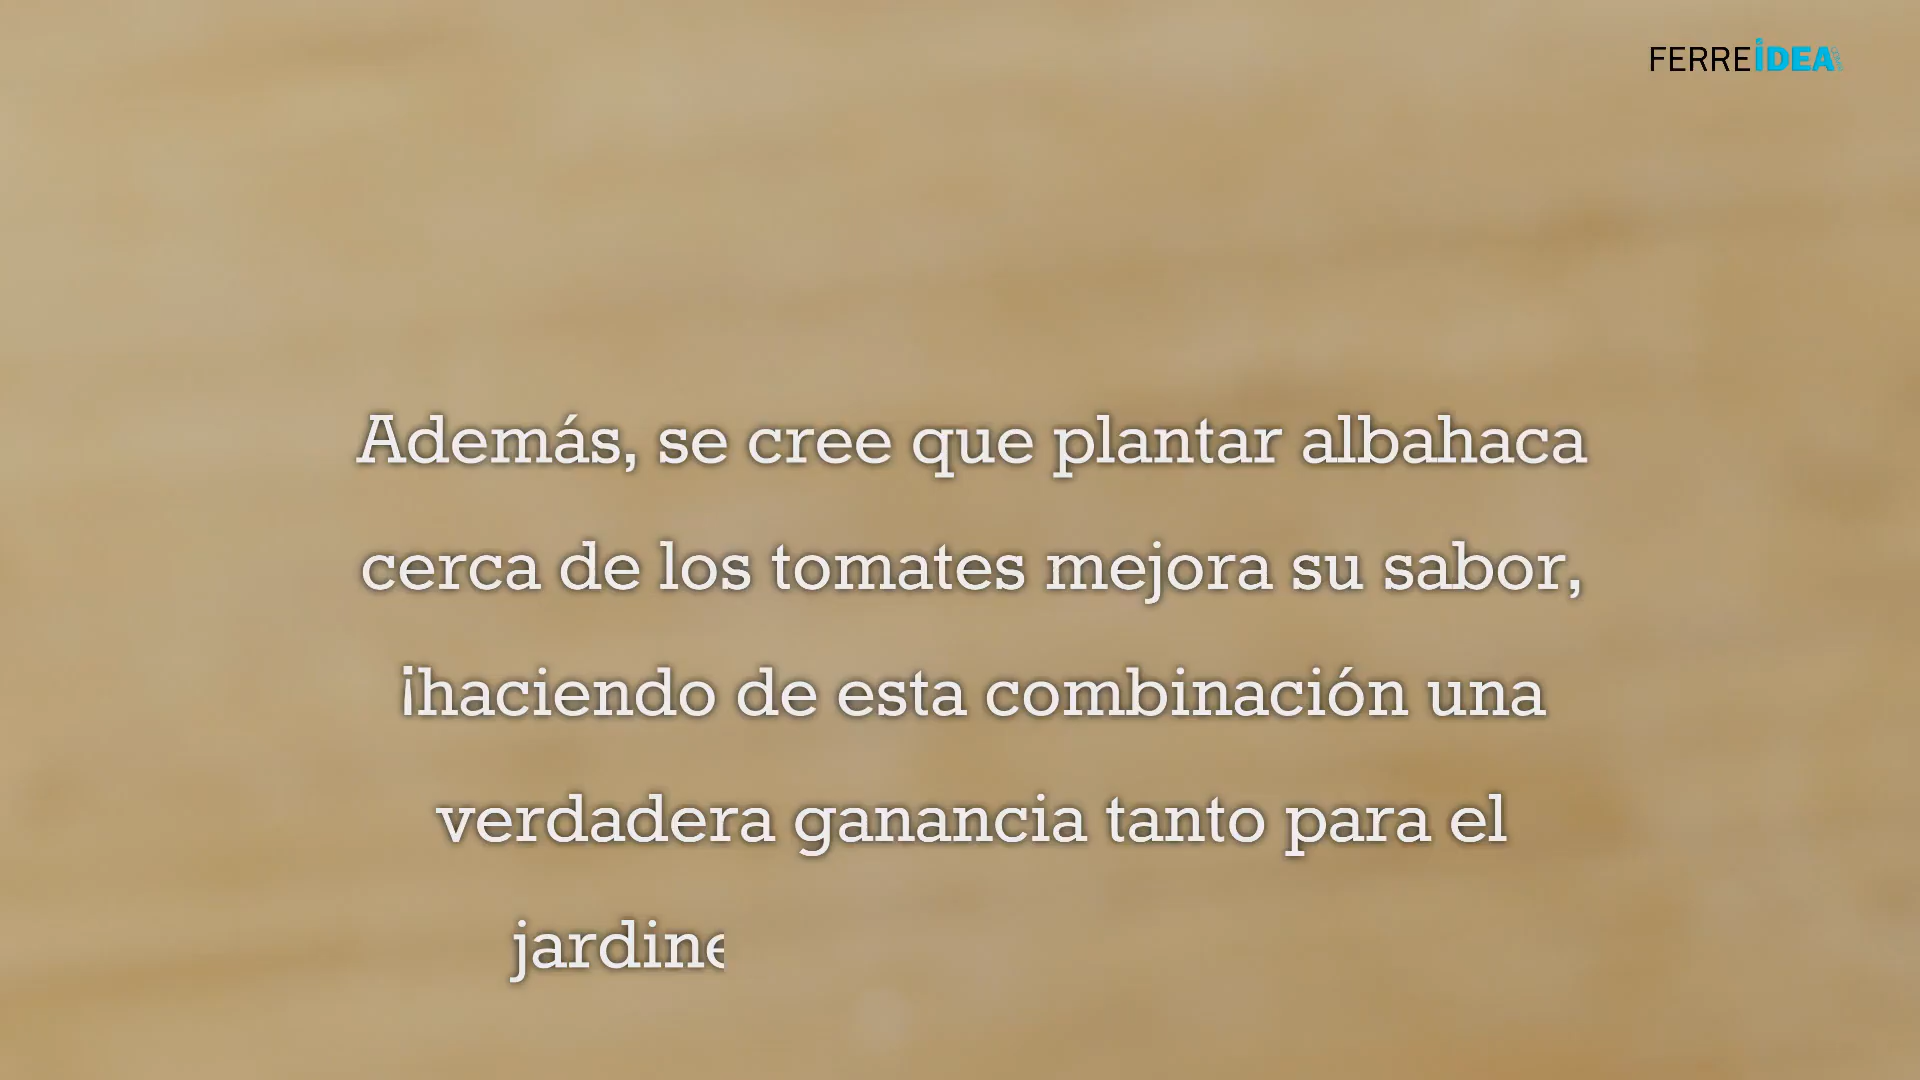 FERREiDEA
Además, se cree que plantar albahaca
cerca de los tomates mejora su sabor,
¡haciendo de esta combinación una
verdadera ganancia tanto para el
jardine